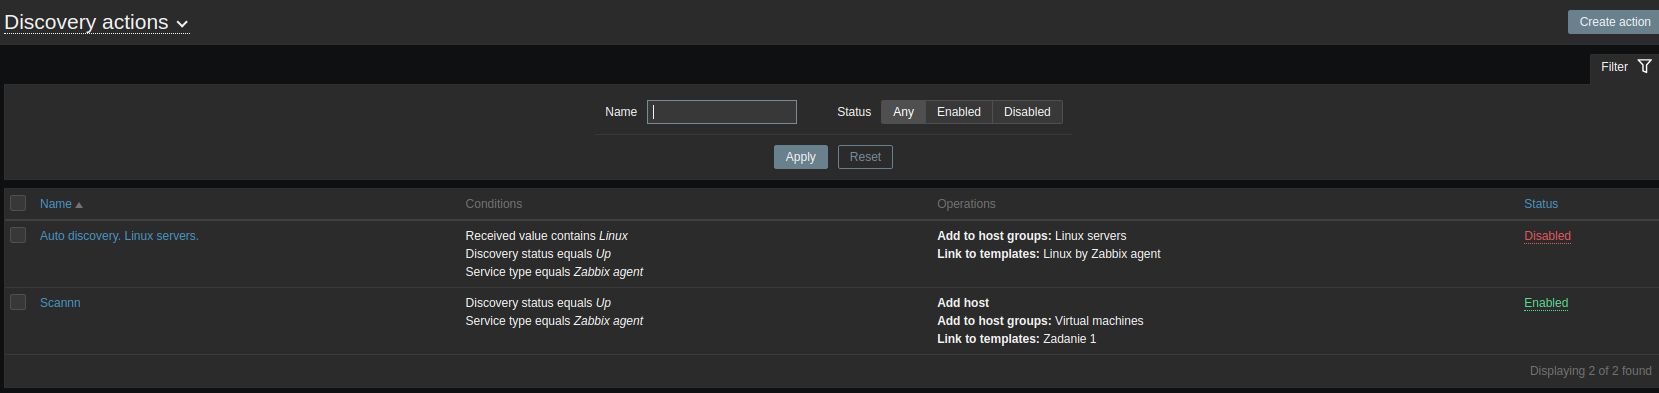 Discovery actions
Create action
Filter
Name
Status Any Enabled Disabled
Apply Reset
Name Conditions Operations Status
Auto discovery. Linux servers. Received value contains Linux Add to host groups: Linux servers Disabled
Discovery status equals Up Link to templates: Linux by Zabbix agent
Service type equals Zabbix agent
Scannn Discovery status equals Up Add host Enabled
Service type equals Zabbix agent Add to host groups: Virtual machines
Link to templates: Zadanie 1
Displaying 2 of 2 found